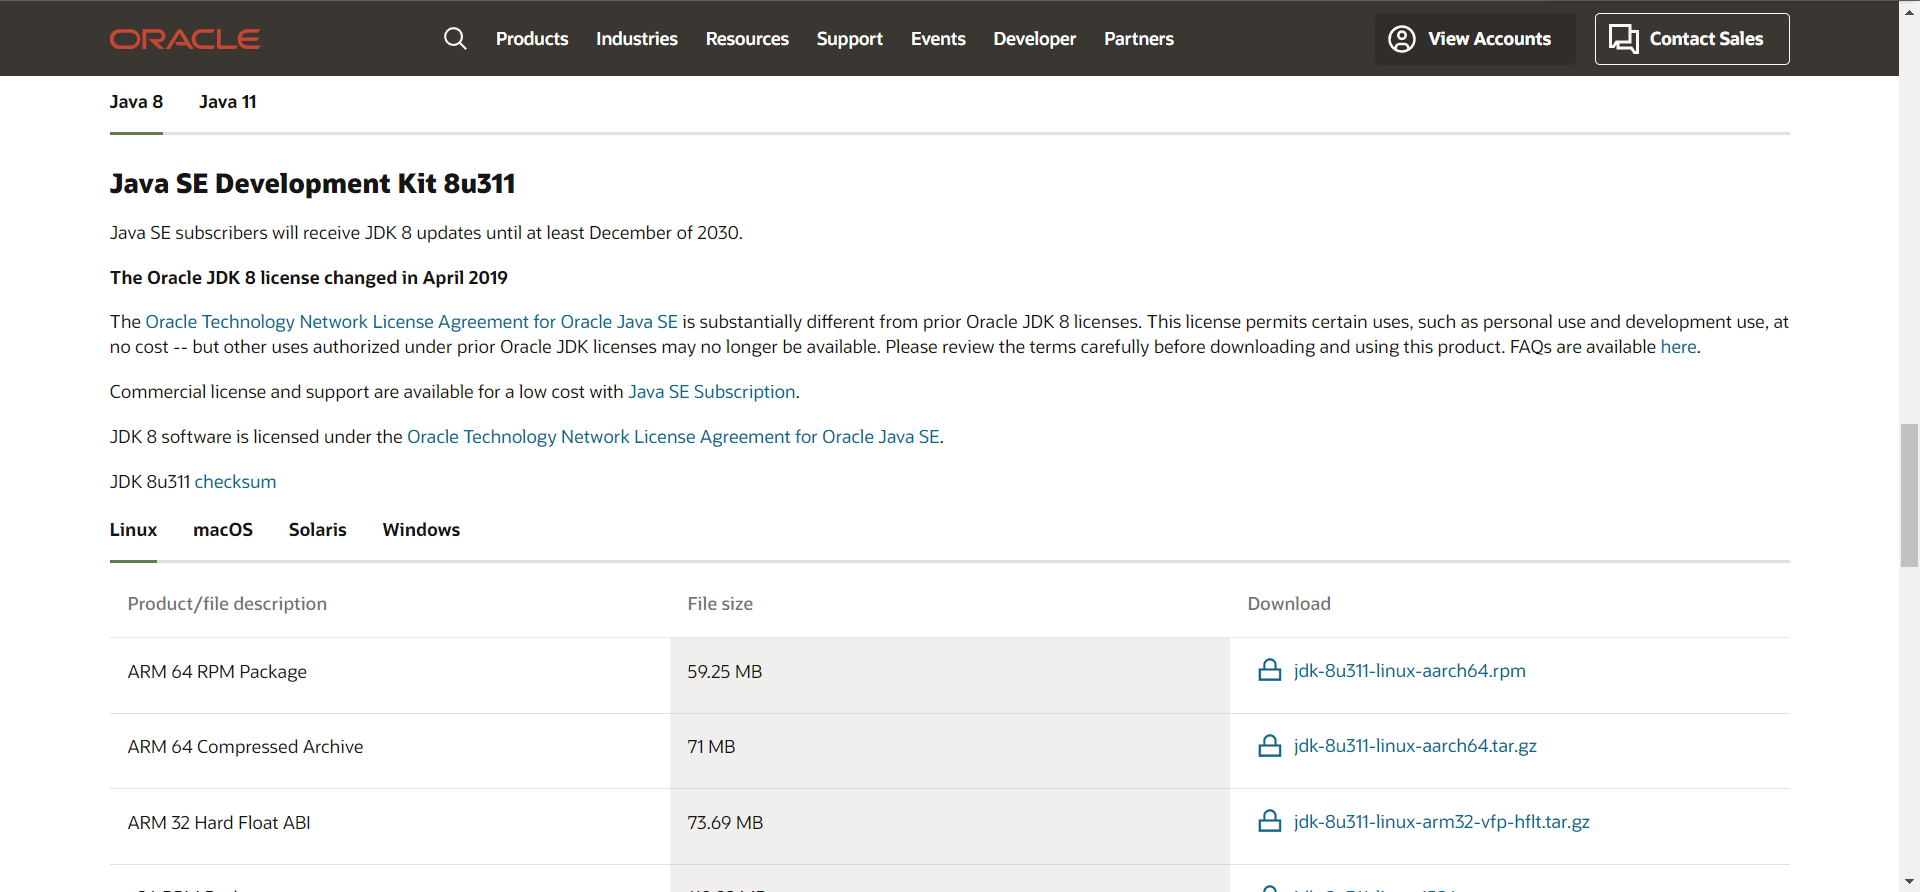 ORACLE
Products Industries Resources Support Events Developer Partners
View Accounts
Contact Sales
Java 8 Java 11
Java SE Development Kit 8u311
Java SE subscribers will receive JDK 8 updates until at least December of 2030.
The Oracle JDK 8 license changed in April 2019
The Oracle Technology Network License Agreement for Oracle Java SE is substantially different from prior Oracle JDK 8 licenses. This license permits certain uses, such as personal use and development use, at
no cost -- but other uses authorized under prior Oracle JDK licenses may no longer be available. Please review the terms carefully before downloading and using this product. FAQs are available here.
Commercial license and support are available for a low cost with Java SE Subscription.
JDK 8 software is licensed under the Oracle Technology Network License Agreement for Oracle Java SE.
JDK 8u311 checksum
Linux macOS Solaris Windows
Product/file description File size Download
ARM 64 RPM Package 59.25 MB jdk-8u311-linux-aarch64.rpm
ARM 64 Compressed Archive 71 MB jdk-8u311-linux-aarch64.tar.gz
ARM 32 Hard Float ABI 73.69 MB jdk-8u311-linux-arm32-vfp-hflt.tar.gz